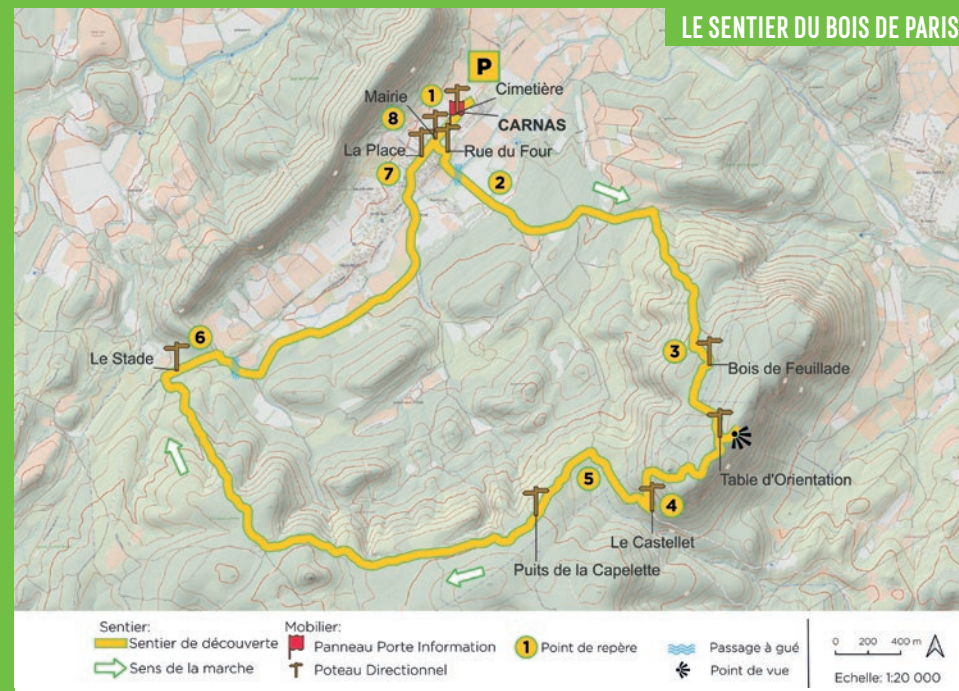 LE SENTIER DU BOIS DE PARIS
P
Mairie
1
Cimetière
8
CARNAS
La Place
Rue du Four
7
2
6
Le Stade
3
Bois de Feuillade
Table d'Orientation
5
4
Le Castellet
Puits de la Capelette
Sentier:
Sentier de découverte
Sens de la marche
Mobilier:
Panneau Porte Information
Poteau Directionnel
1 Point de repère
Passage à gué
Point de vue
0 200 400 m
Echelle: 1:20 000